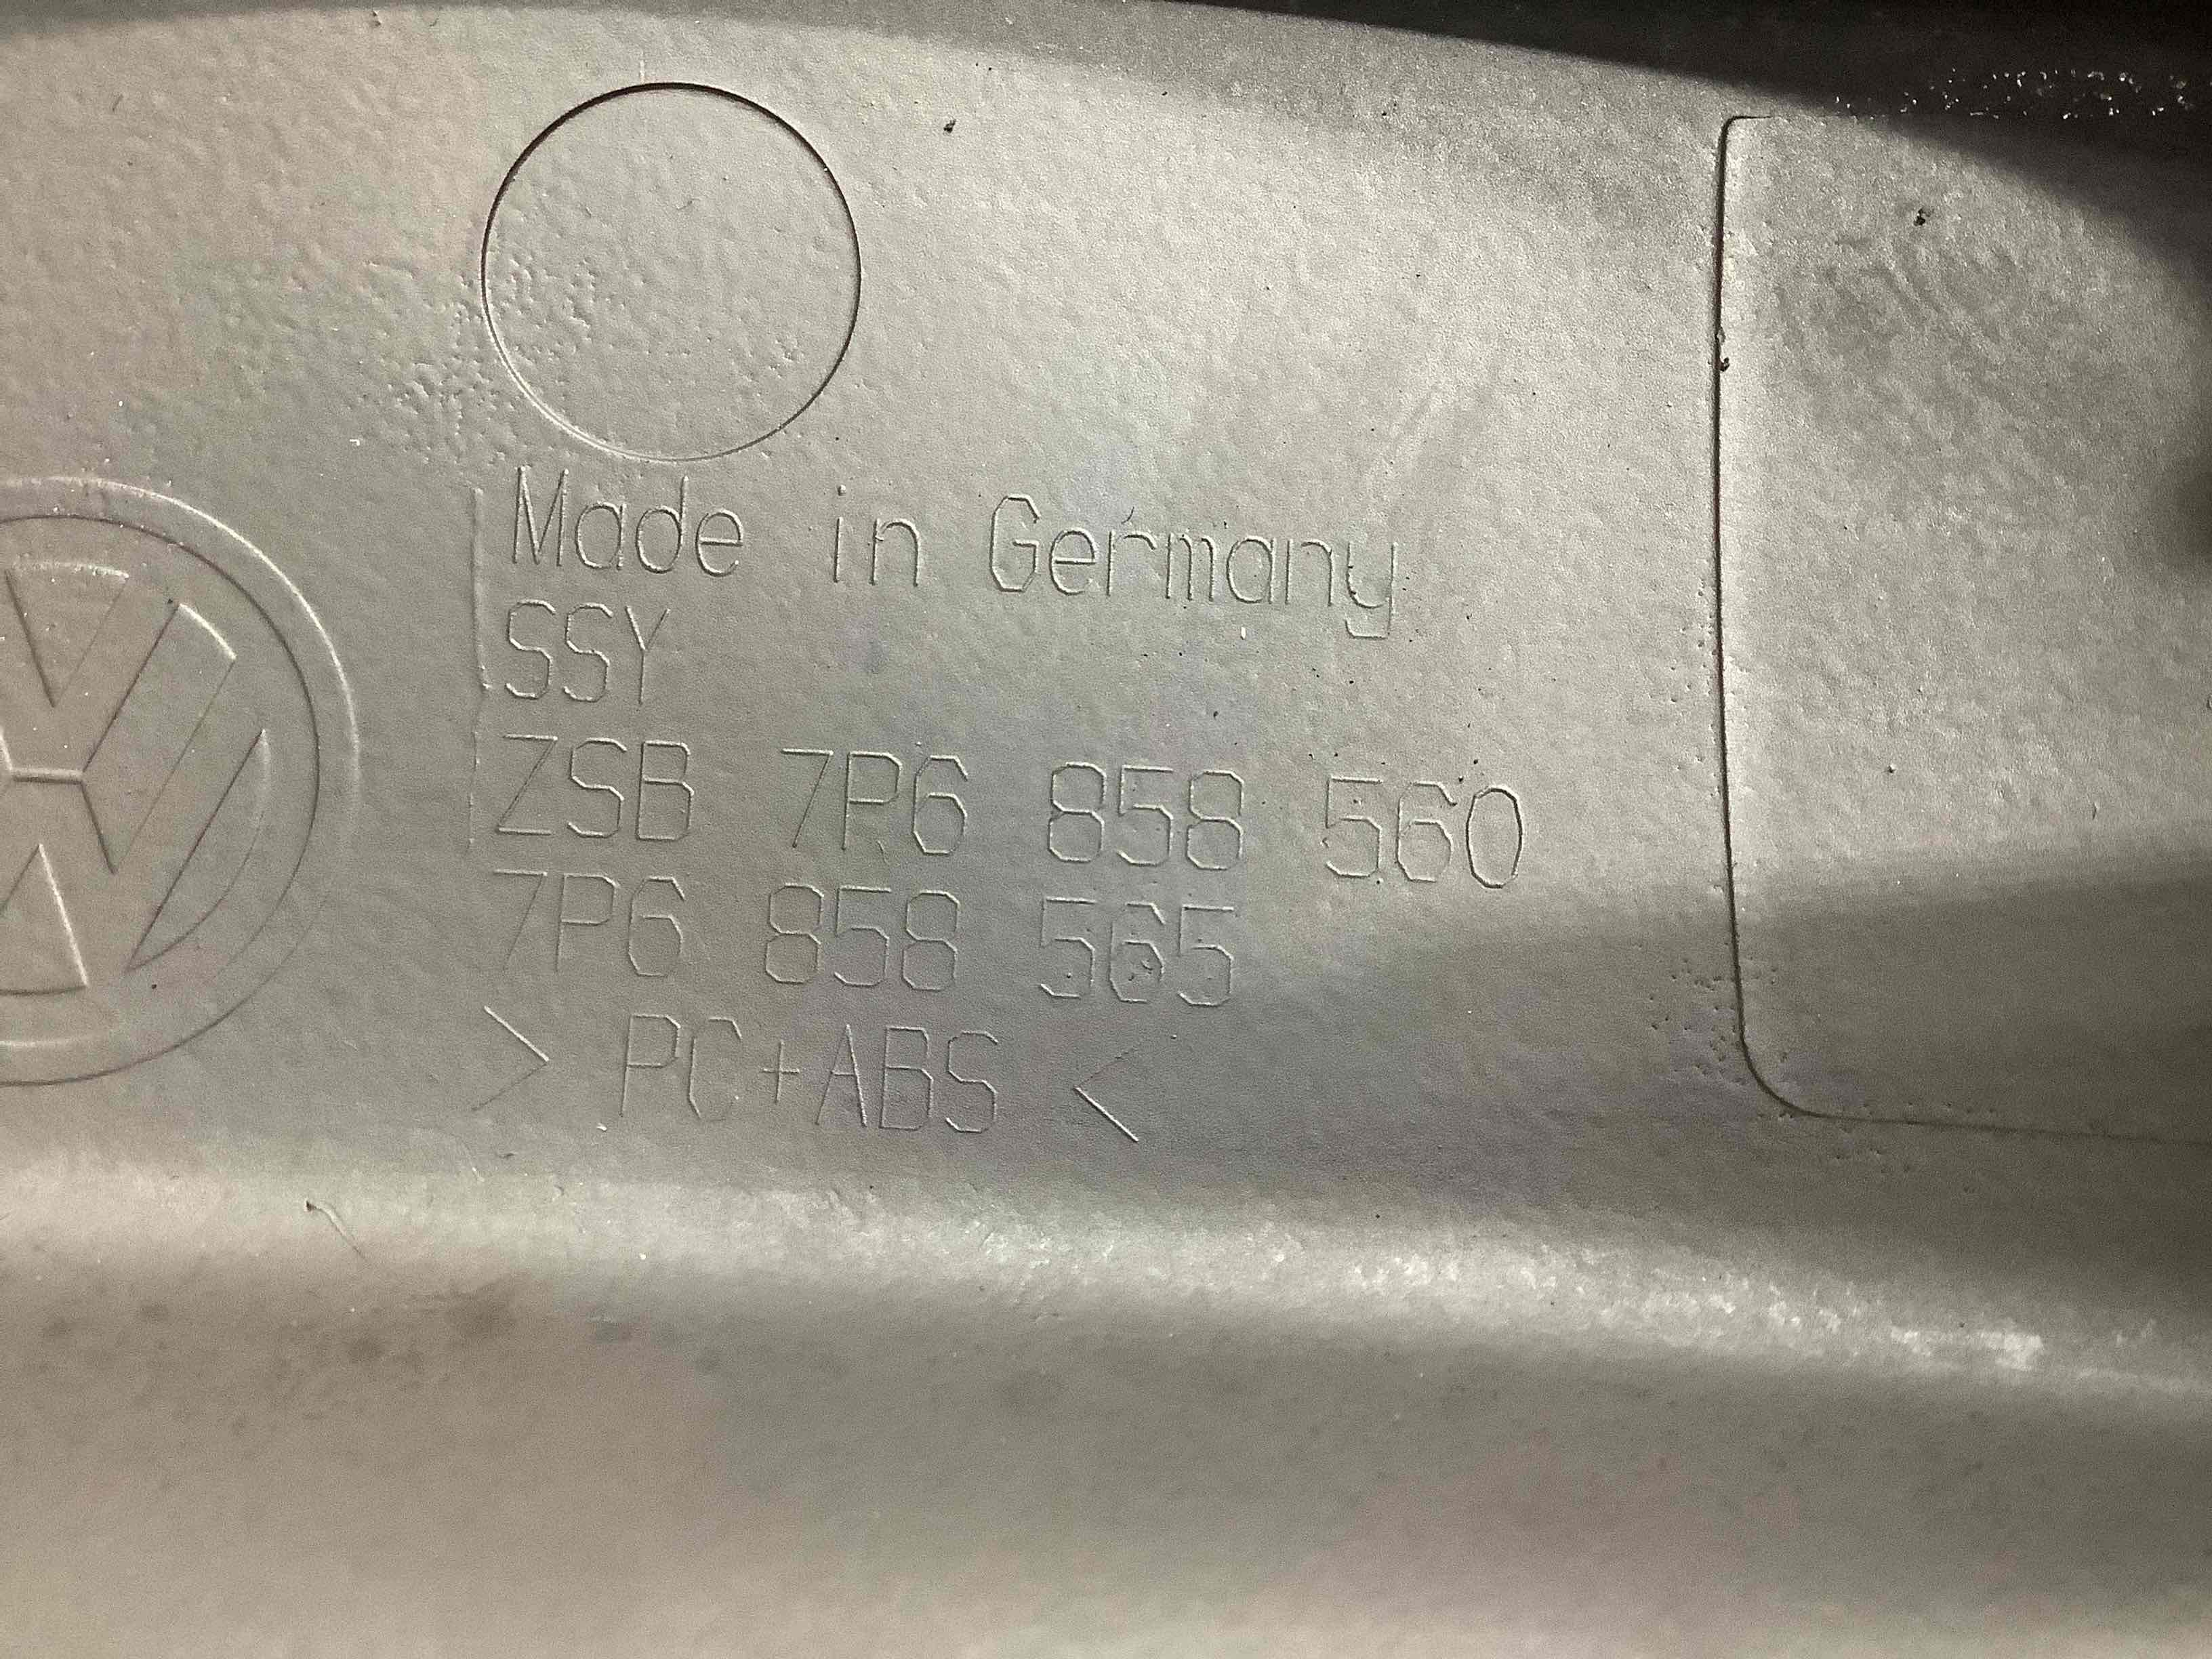 Made in Germany
SSY
ZSB 7P6 858 560
7P6 858 565
> PC+ABS <